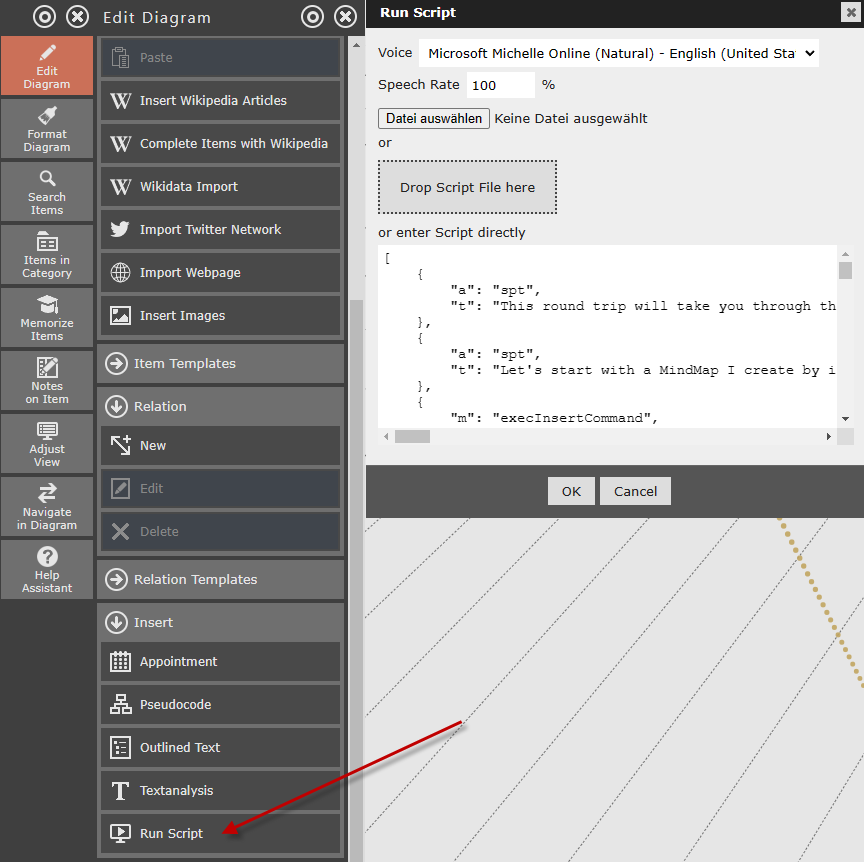 Edit Diagram
Edit
Diagram
Format
Diagram
Search
Items
Items in
Category
Memorize
Items
Notes
on Item
Adjust
View
Navigate
in Diagram
Help
Assistant
Paste
Insert Wikipedia Articles
Complete Items with Wikipedia
Wikidata Import
Import Twitter Network
Import Webpage
Insert Images
Item Templates
Relation
New
Edit
Delete
Relation Templates
Insert
Appointment
Pseudocode
Outlined Text
Textanalysis
Run Script
Run Script
Voice Microsoft Michelle Online (Natural) - English (United Sta
Speech Rate 100 %
Datei auswählen Keine Datei ausgewählt
or
Drop Script File here
or enter Script directly
[
{
"a": "spt",
"t": "This round trip will take you through th
},
{
"a": "spt",
"t": "Let's start with a MindMap I create by i
},
{
"m": "execInsertCommand",
OK Cancel